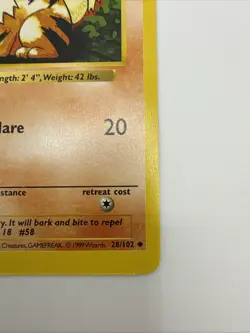 ength: 2' 4", Weight: 42 lbs.
lare 20
stance retreat cost
y. It will bark and bite to repel
18 #58
Creatures, GAMEFREAK. © 1999 Wizards. 28/102